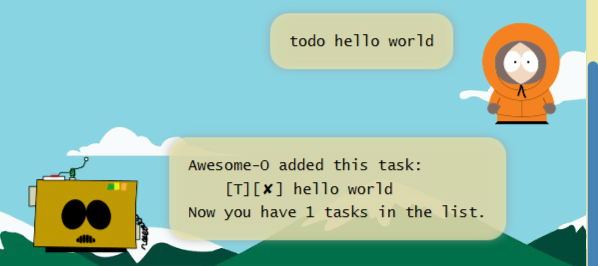 todo hello world
Awesome-O added this task:
[T][✘] hello world
Now you have 1 tasks in the list.